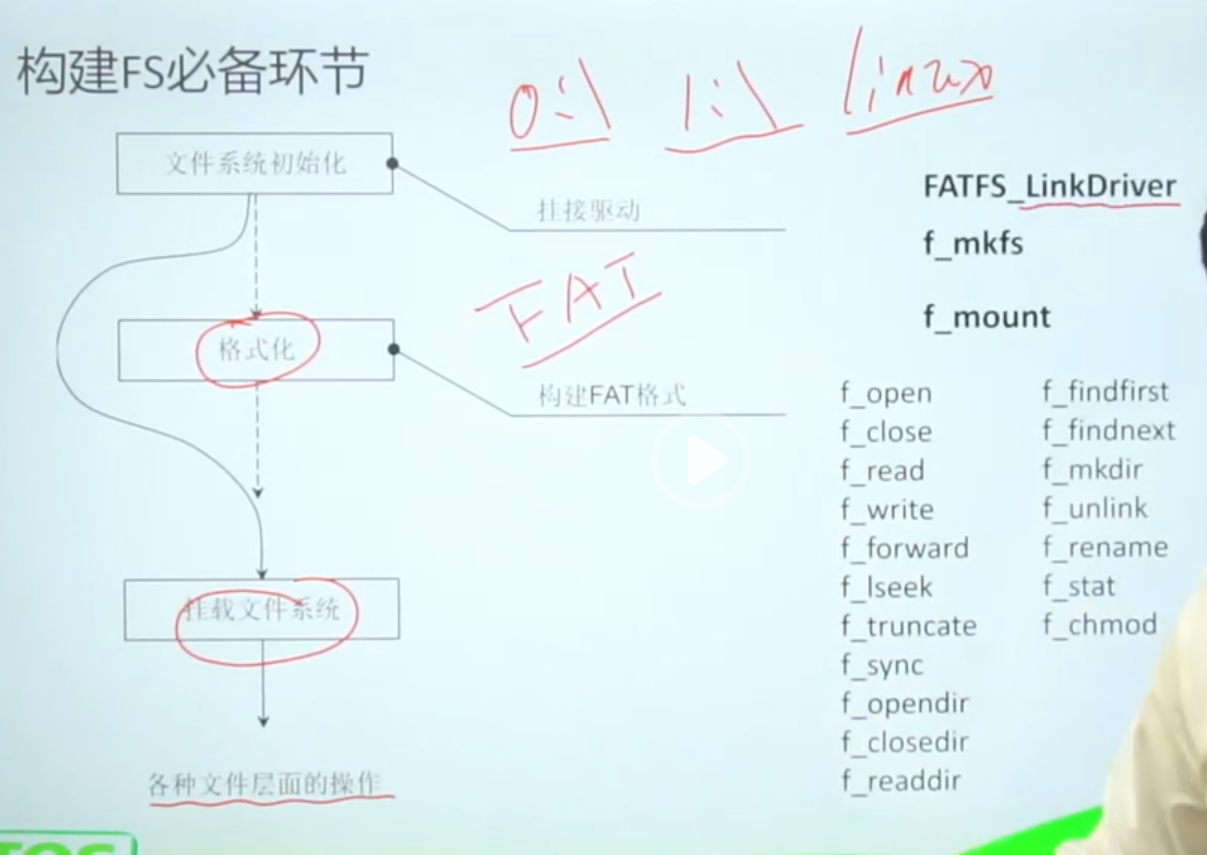 构建FS必备环节
0:\ 1:\ linux
文件系统初始化
挂接驱动
FAT
格式化
构建FAT格式
挂载文件系统
各种文件层面的操作
FATFS_LinkDriver
f_mkfs
f_mount
f_open
f_close
f_read
f_write
f_forward
f_lseek
f_truncate
f_sync
f_opendir
f_closedir
f_readdir
f_findfirst
f_findnext
f_mkdir
f_unlink
f_rename
f_stat
f_chmod